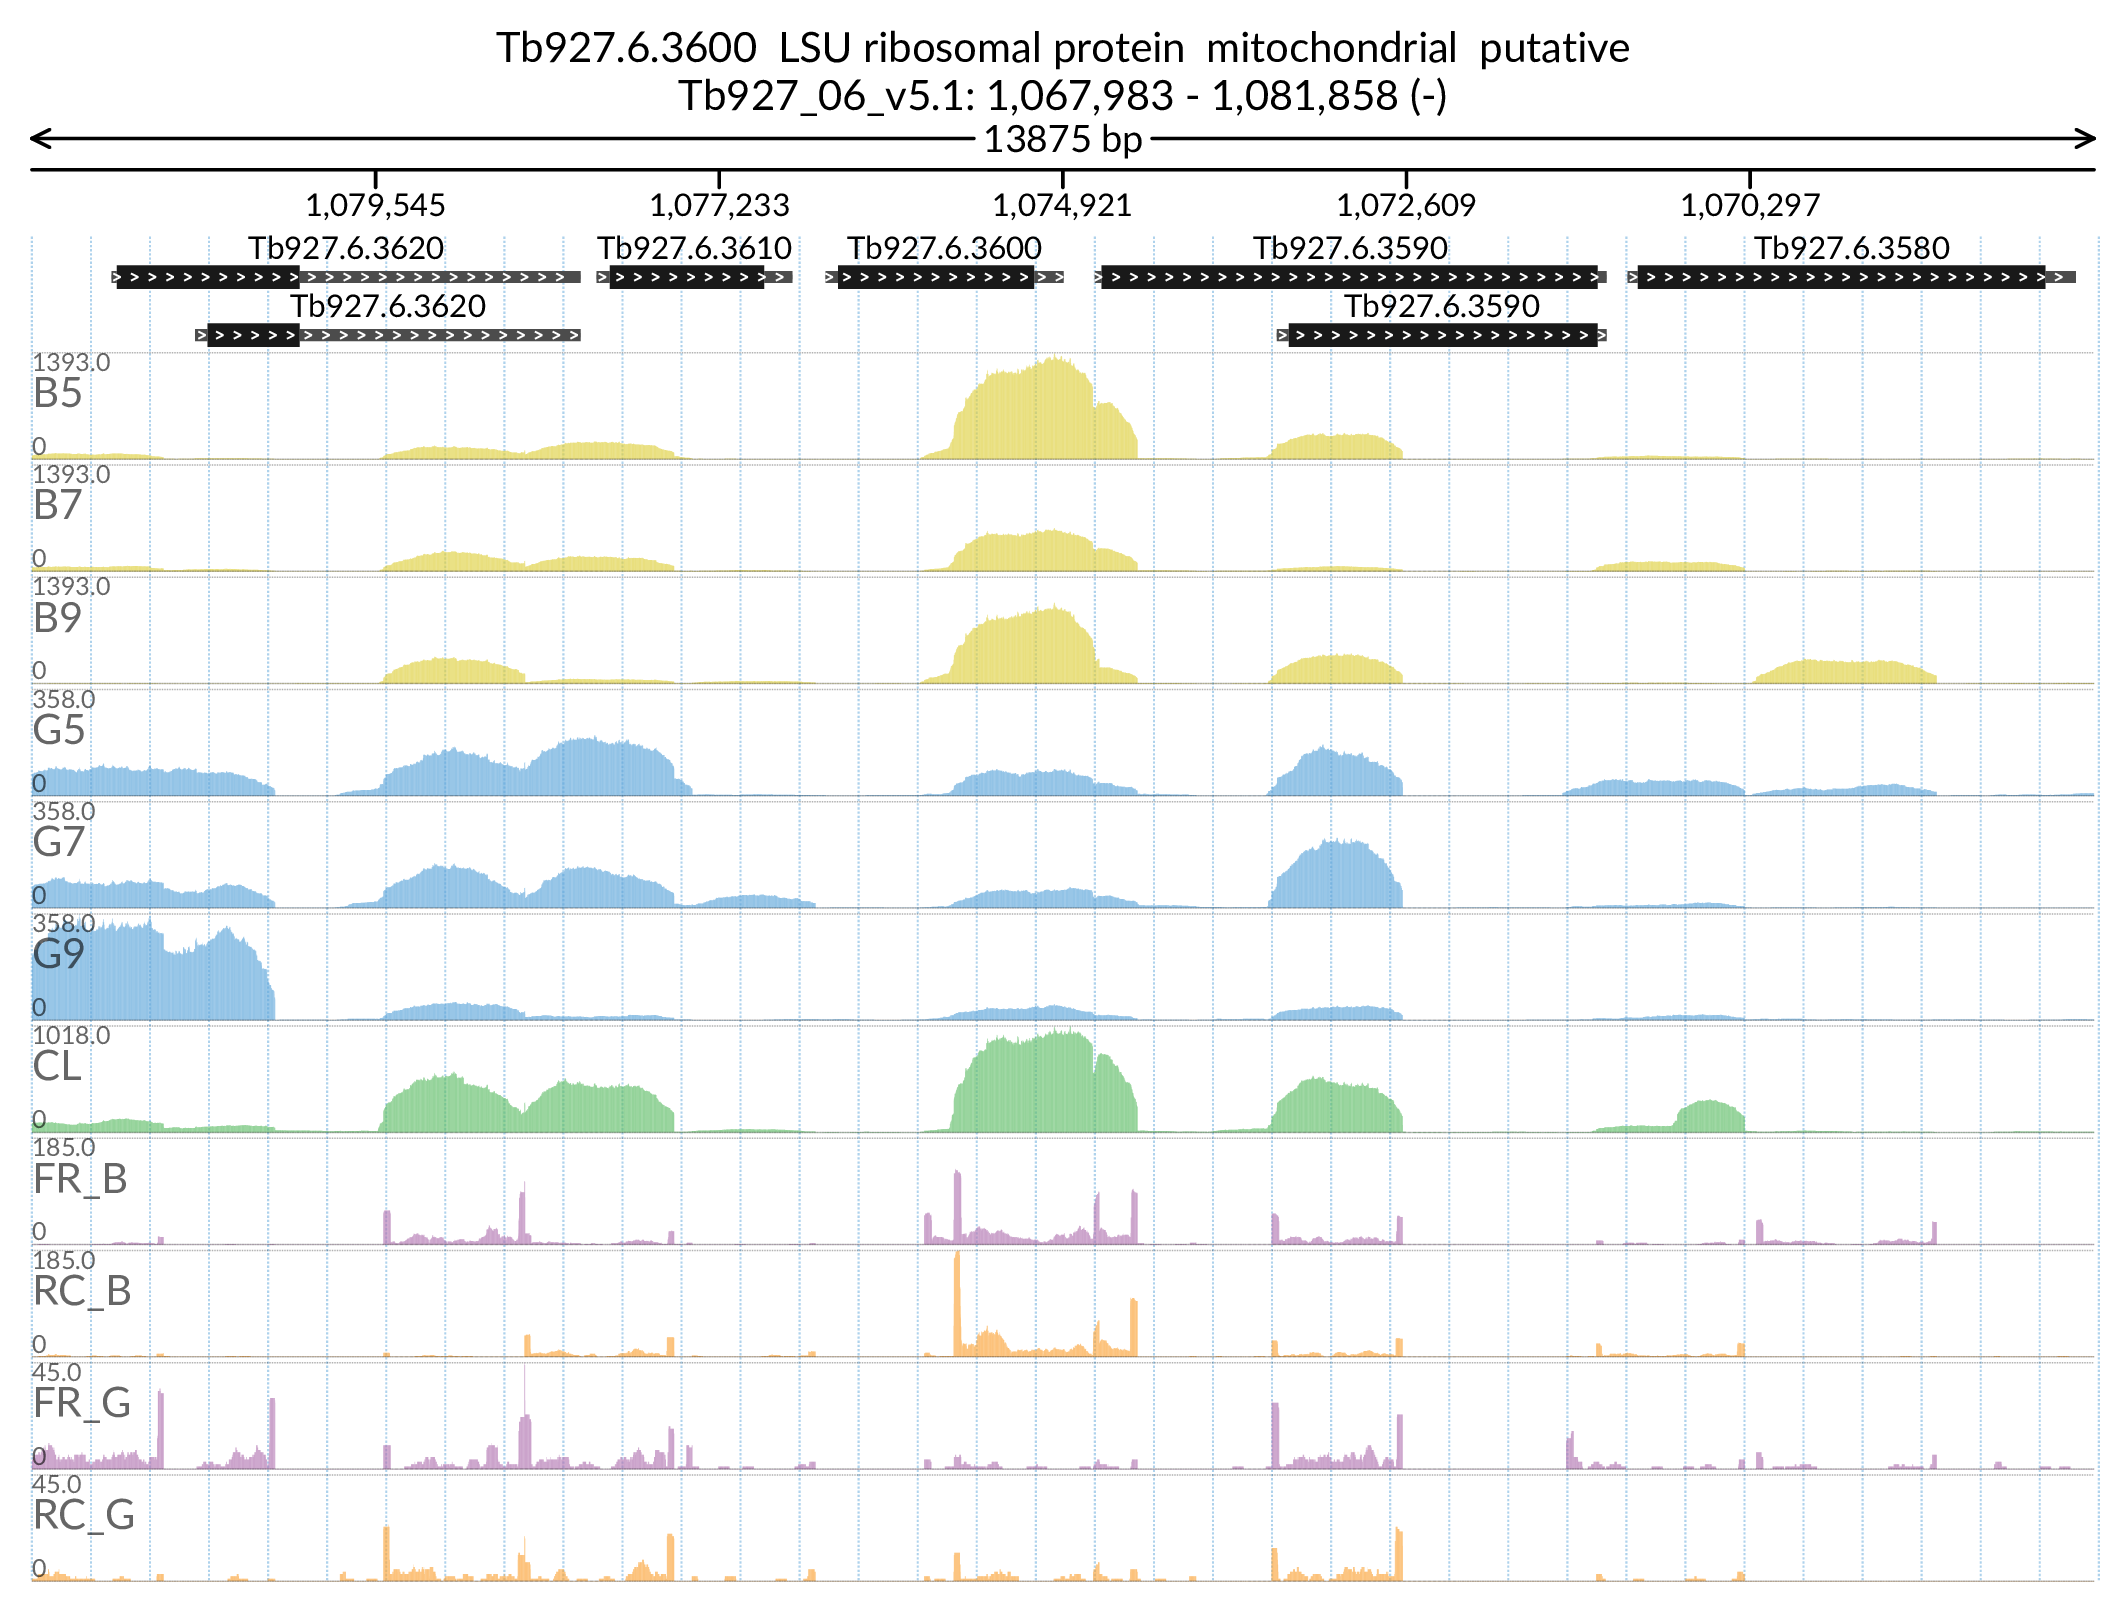 Tb927.6.3600 LSU ribosomal protein mitochondrial putative
Tb927_06_v5.1: 1,067,983 - 1,081,858 (-)
13875 bp
1,079,545 1,077,233 1,074,921 1,072,609 1,070,297
Tb927.6.3620 Tb927.6.3610 Tb927.6.3600 Tb927.6.3590 Tb927.6.3580
Tb927.6.3620 Tb927.6.3590
1393.0
B5
0
1393.0
B7
0
1393.0
B9
0
358.0
G5
0
358.0
G7
0
358.0
G9
0
1018.0
CL
0
185.0
FR_B
0
185.0
RC_B
0
45.0
FR_G
0
45.0
RC_G
0